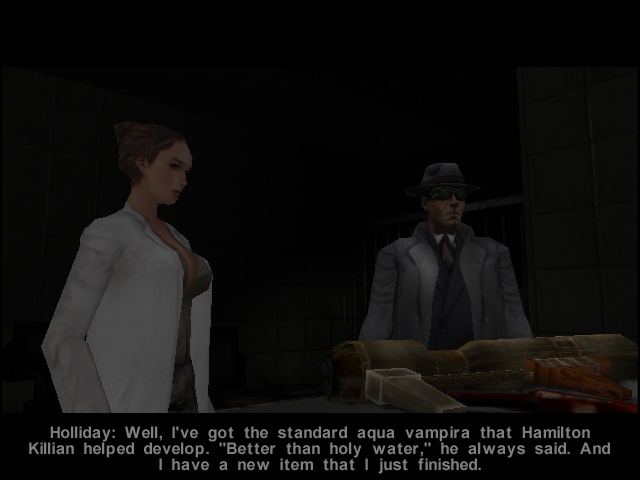 Holliday: Well, I've got the standard aqua vampira that Hamilton
Killian helped develop. "Better than holy water," he always said. And
I have a new item that I just finished.